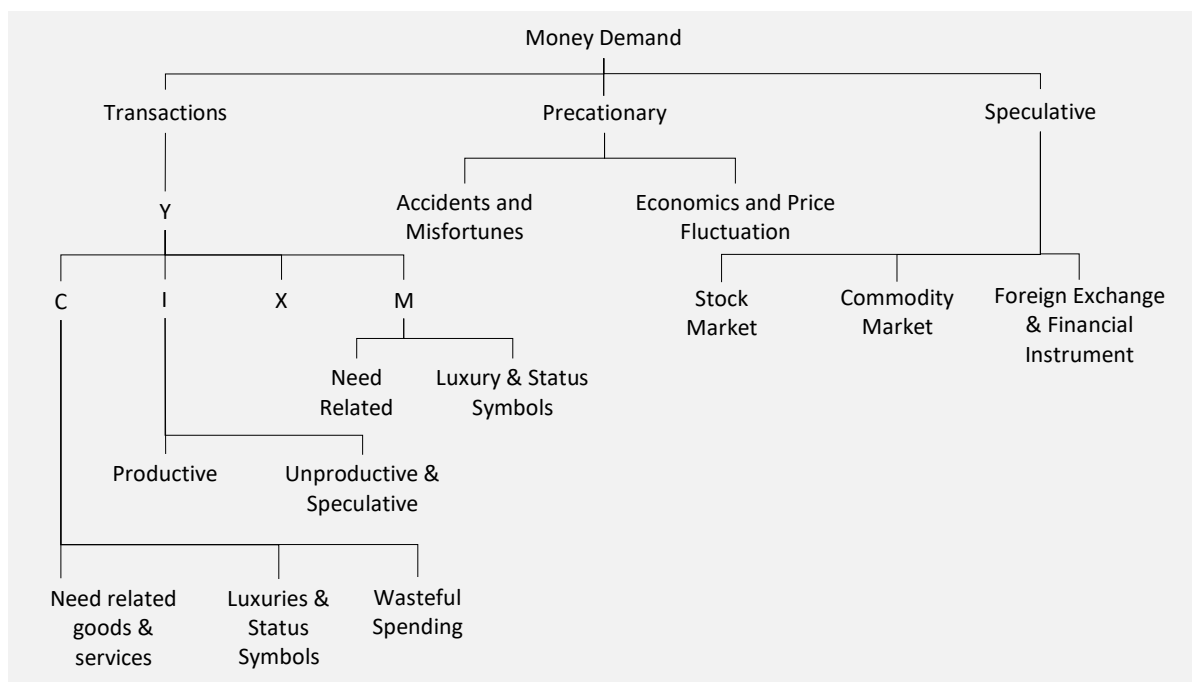 Money Demand
Transactions
Precationary
Speculative
Y
Accidents and
Misfortunes
Economics and Price
Fluctuation
C
I
X
M
Stock
Market
Commodity
Market
Foreign Exchange
& Financial
Instrument
Need
Related
Luxury & Status
Symbols
Productive
Unproductive &
Speculative
Need related
goods &
services
Luxuries &
Status
Symbols
Wasteful
Spending